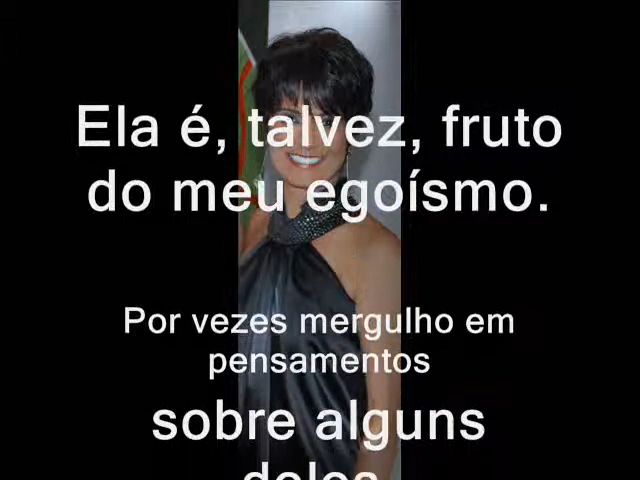 Ela é, talvez, fruto
do meu egoísmo.
Por vezes mergulho em
pensamentos
sobre alguns